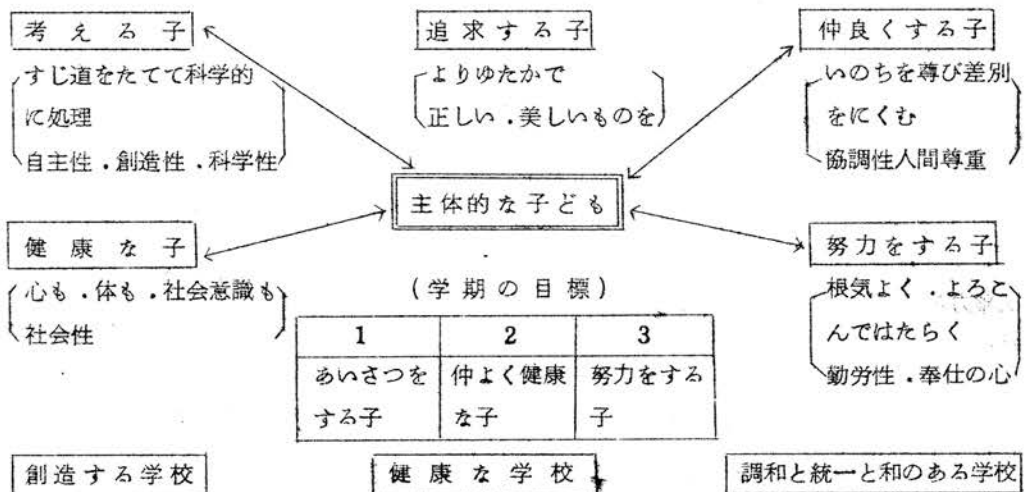 考える子
すじ道をたてて科学的
に処理
自主性．創造性．科学性
追求する子
よりゆたかで
正しい．美しいものを
仲良くする子
いのちを尊び差別
をにくむ
協調性人間尊重
主体的な子ども
健康な子
心も．体も．社会意識も
社会性
努力をする子
根気よく．よろこ
んではたらく
勤労性．奉仕の心
(学期の目標)
1 2 3
あいさつを 仲よく健康 努力をする
する子 な子 子
創造する学校
健康な学校
調和と統一と和のある学校